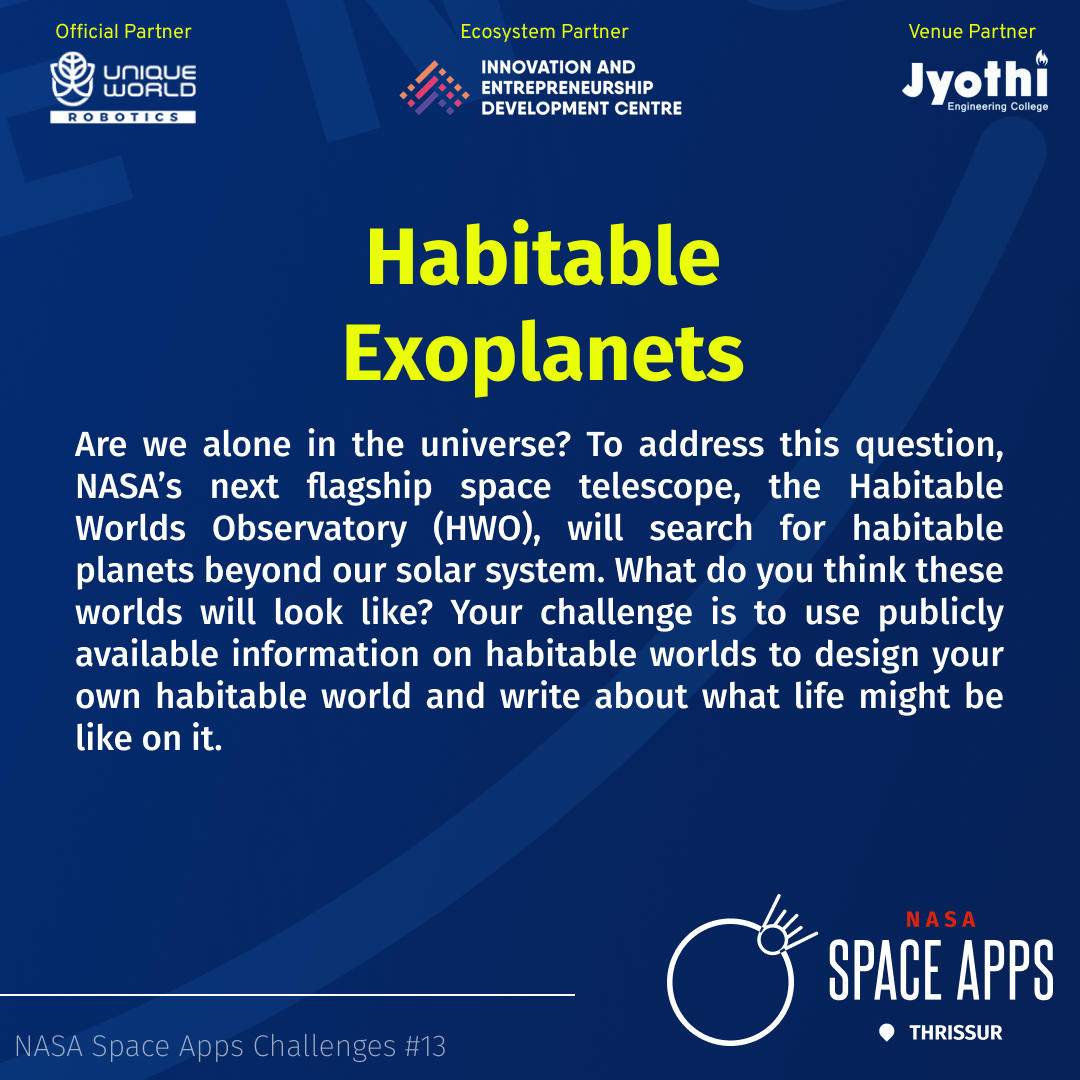 Official Partner
UNIQUE
WORLD
ROBOTICS
Ecosystem Partner
INNOVATION AND
ENTREPRENEURSHIP
DEVELOPMENT CENTRE
Venue Partner
Jyothi
Engineering College
Habitable
Exoplanets
Are we alone in the universe? To address this question,
NASA’s next flagship space telescope, the Habitable
Worlds Observatory (HWO), will search for habitable
planets beyond our solar system. What do you think these
worlds will look like? Your challenge is to use publicly
available information on habitable worlds to design your
own habitable world and write about what life might be
like on it.
NASA
SPACE APPS
THRISSUR
NASA Space Apps Challenges #13